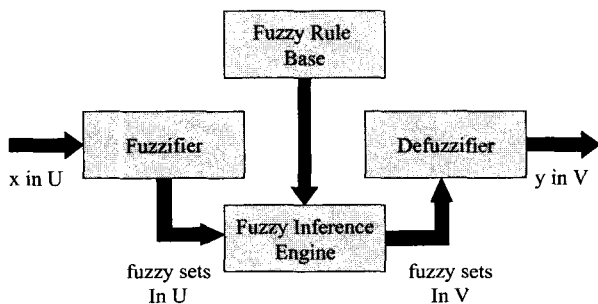 Fuzzy Rule
Base
Fuzzifier
Defuzzifier
x in U
y in V
Fuzzy Inference
Engine
fuzzy sets
In U
fuzzy sets
In V